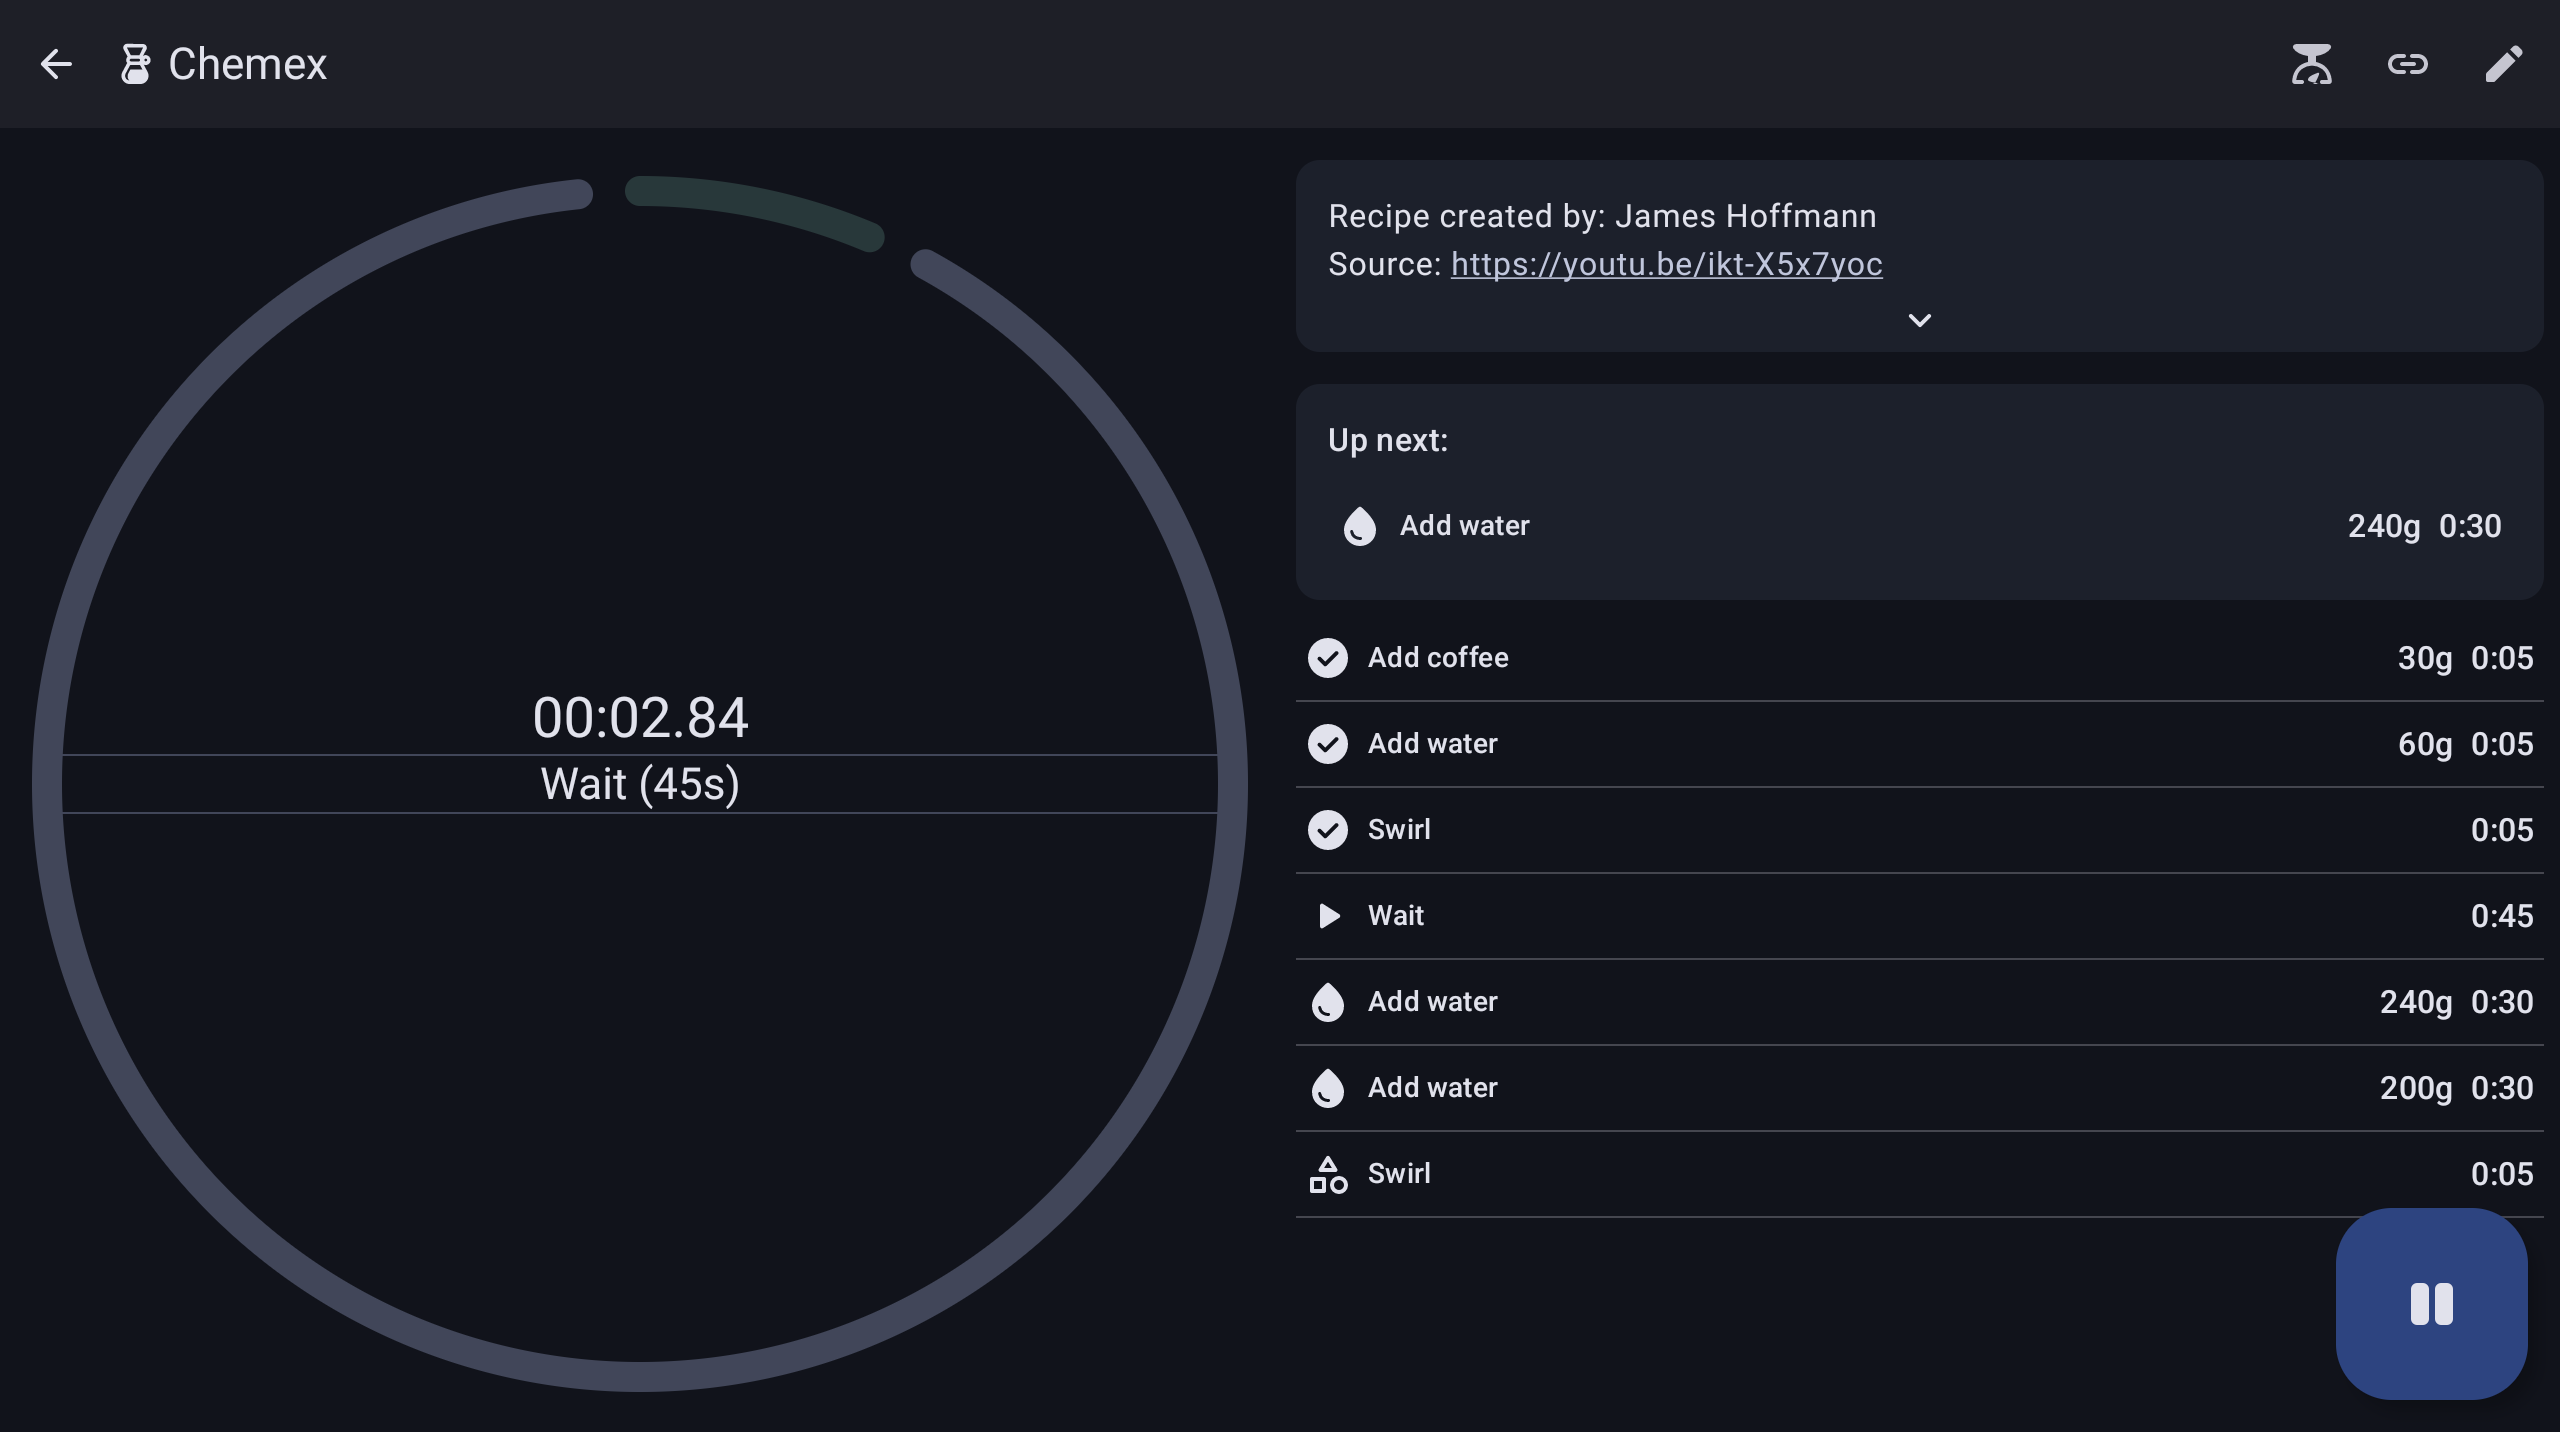 Chemex
00:02.84
Wait (45s)
Recipe created by: James Hoffmann
Source: https://youtu.be/ikt-X5x7yoc
Up next:
Add water 240g 0:30
Add coffee 30g 0:05
Add water 60g 0:05
Swirl 0:05
Wait 0:45
Add water 240g 0:30
Add water 200g 0:30
Swirl 0:05